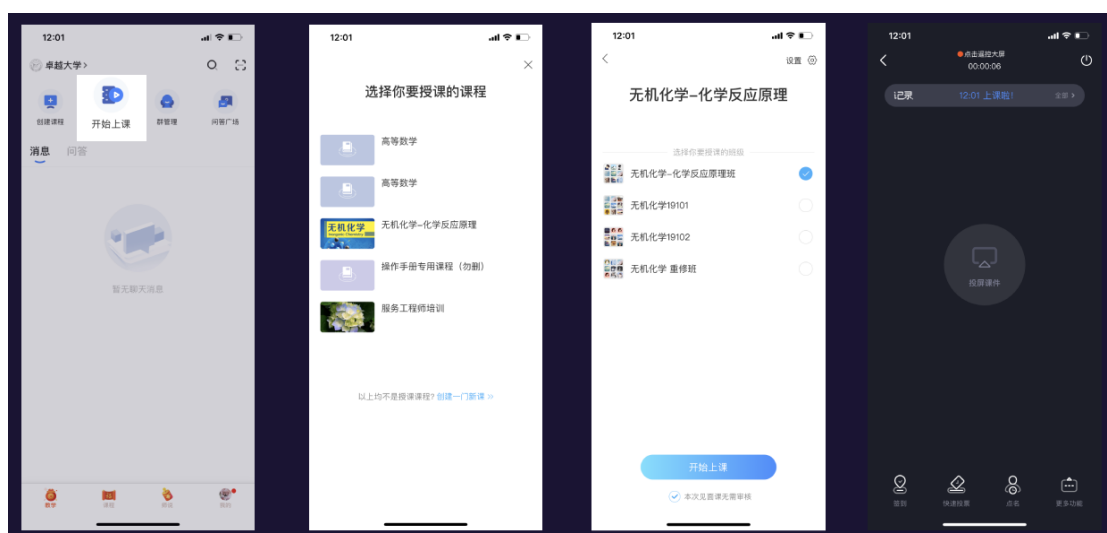 12:01
卓越大学>
创建课程
开始上课
群管理
问答广场
消息 问答
暂无聊天消息
教学
课程
我的
12:01
选择你要授课的课程
高等数学
高等数学
无机化学
无机化学-化学反应原理
操作手册专用课程（勿删）
服务工程师培训
以上均不是授课课程? 创建一门新课 >>
12:01
设置
无机化学-化学反应原理
选择你要授课的班级
无机化学-化学反应原理班
无机化学19101
无机化学19102
无机化学 重修班
开始上课
本次见面课无需审核
12:01
点击遥控大屏
00:00:06
记录 12:01 上课啦! 全部 >
投屏课件
签到
快速投票
点名
更多功能